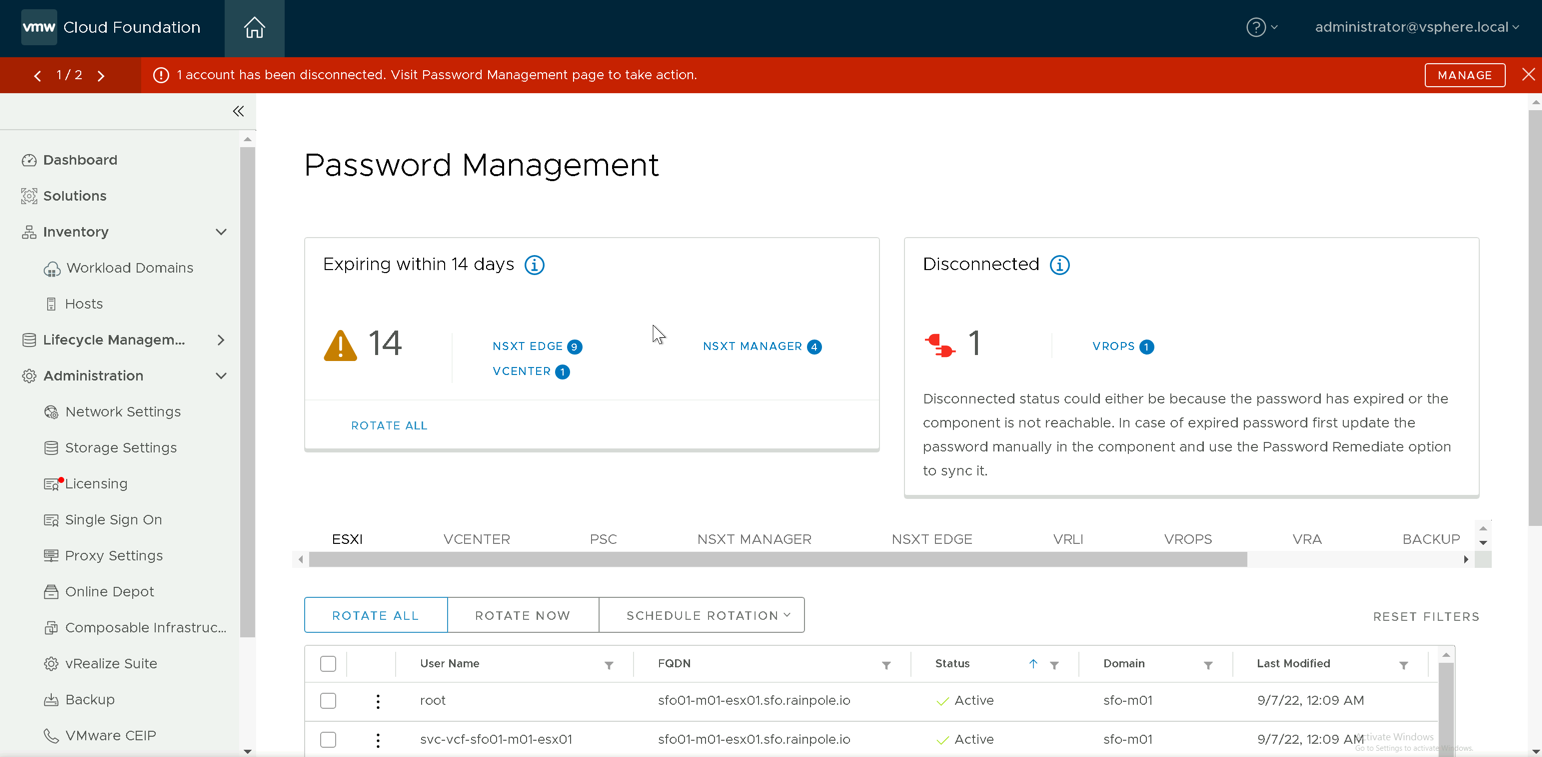 vmw Cloud Foundation
administrator@vsphere.local
1 / 2
1 account has been disconnected. Visit Password Management page to take action.
MANAGE
Dashboard
Solutions
Inventory
Workload Domains
Hosts
Lifecycle Managem...
Administration
Network Settings
Storage Settings
Licensing
Single Sign On
Proxy Settings
Online Depot
Composable Infrastruc...
vRealize Suite
Backup
VMware CEIP
Password Management
Expiring within 14 days
14
NSXT EDGE 9
NSXT MANAGER 4
VCENTER 1
ROTATE ALL
Disconnected
1
VROPS 1
Disconnected status could either be because the password has expired or the
component is not reachable. In case of expired password first update the
password manually in the component and use the Password Remediate option
to sync it.
ESXI VCENTER PSC NSXT MANAGER NSXT EDGE VRLI VROPS VRA BACKUP
ROTATE ALL ROTATE NOW SCHEDULE ROTATION RESET FILTERS
User Name FQDN Status Domain Last Modified
root sfo01-m01-esx01.sfo.rainpole.io Active sfo-m01 9/7/22, 12:09 AM
svc-vcf-sfo01-m01-esx01 sfo01-m01-esx01.sfo.rainpole.io Active sfo-m01 9/7/22, 12:09 AM
Activate Windows
Go to Settings to activate Windows.